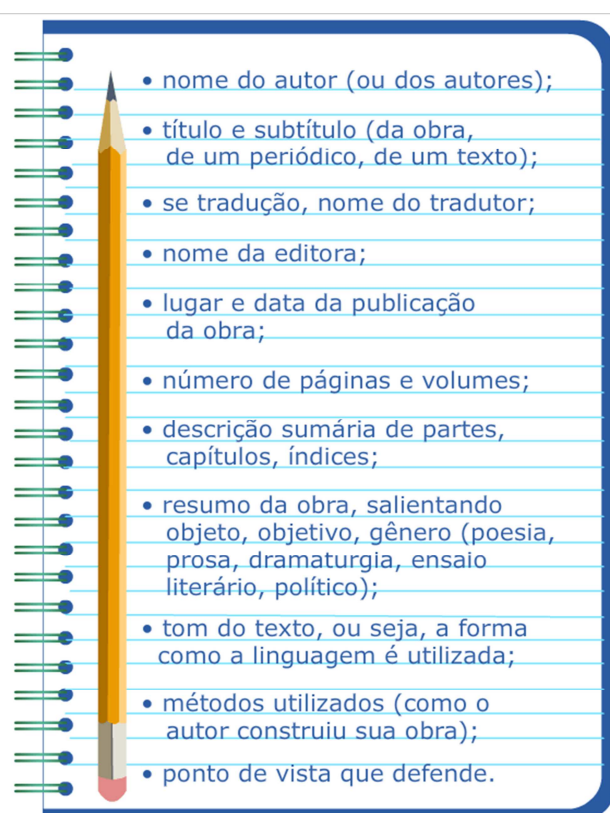 • nome do autor (ou dos autores);
• título e subtítulo (da obra,
de um periódico, de um texto);
• se tradução, nome do tradutor;
• nome da editora;
• lugar e data da publicação
da obra;
• número de páginas e volumes;
• descrição sumária de partes,
capítulos, índices;
• resumo da obra, salientando
objeto, objetivo, gênero (poesia,
prosa, dramaturgia, ensaio
literário, político);
• tom do texto, ou seja, a forma
como a linguagem é utilizada;
• métodos utilizados (como o
autor construiu sua obra);
• ponto de vista que defende.